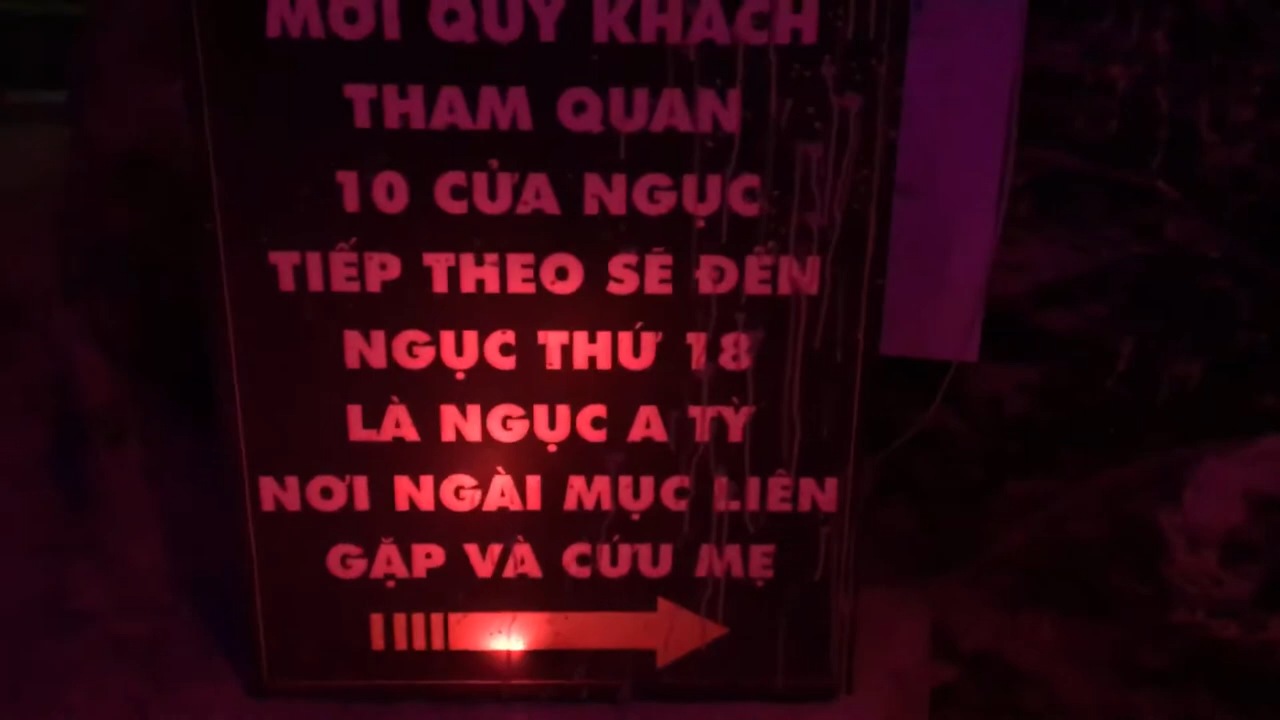 MỜI QUÝ KHÁCH
THAM QUAN
10 CỬA NGỤC
TIẾP THEO SẼ ĐẾN
NGỤC THỨ 18
LÀ NGỤC A TỲ
NƠI NGÀI MỤC LIÊN
GẶP VÀ CỨU MẸ